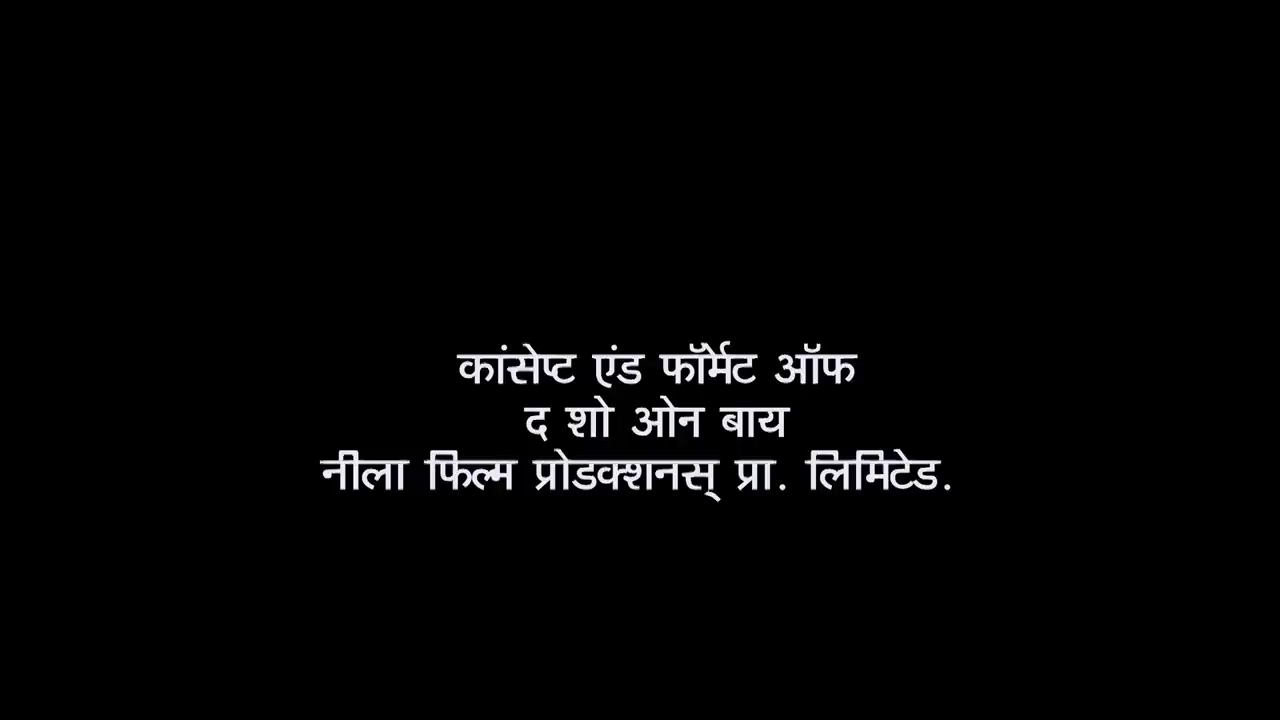 कांसेप्ट एंड फॉर्मेट ऑफ
द शो ओन बाय
नीला फिल्म प्रोडक्शनस् प्रा. लिमिटेड.